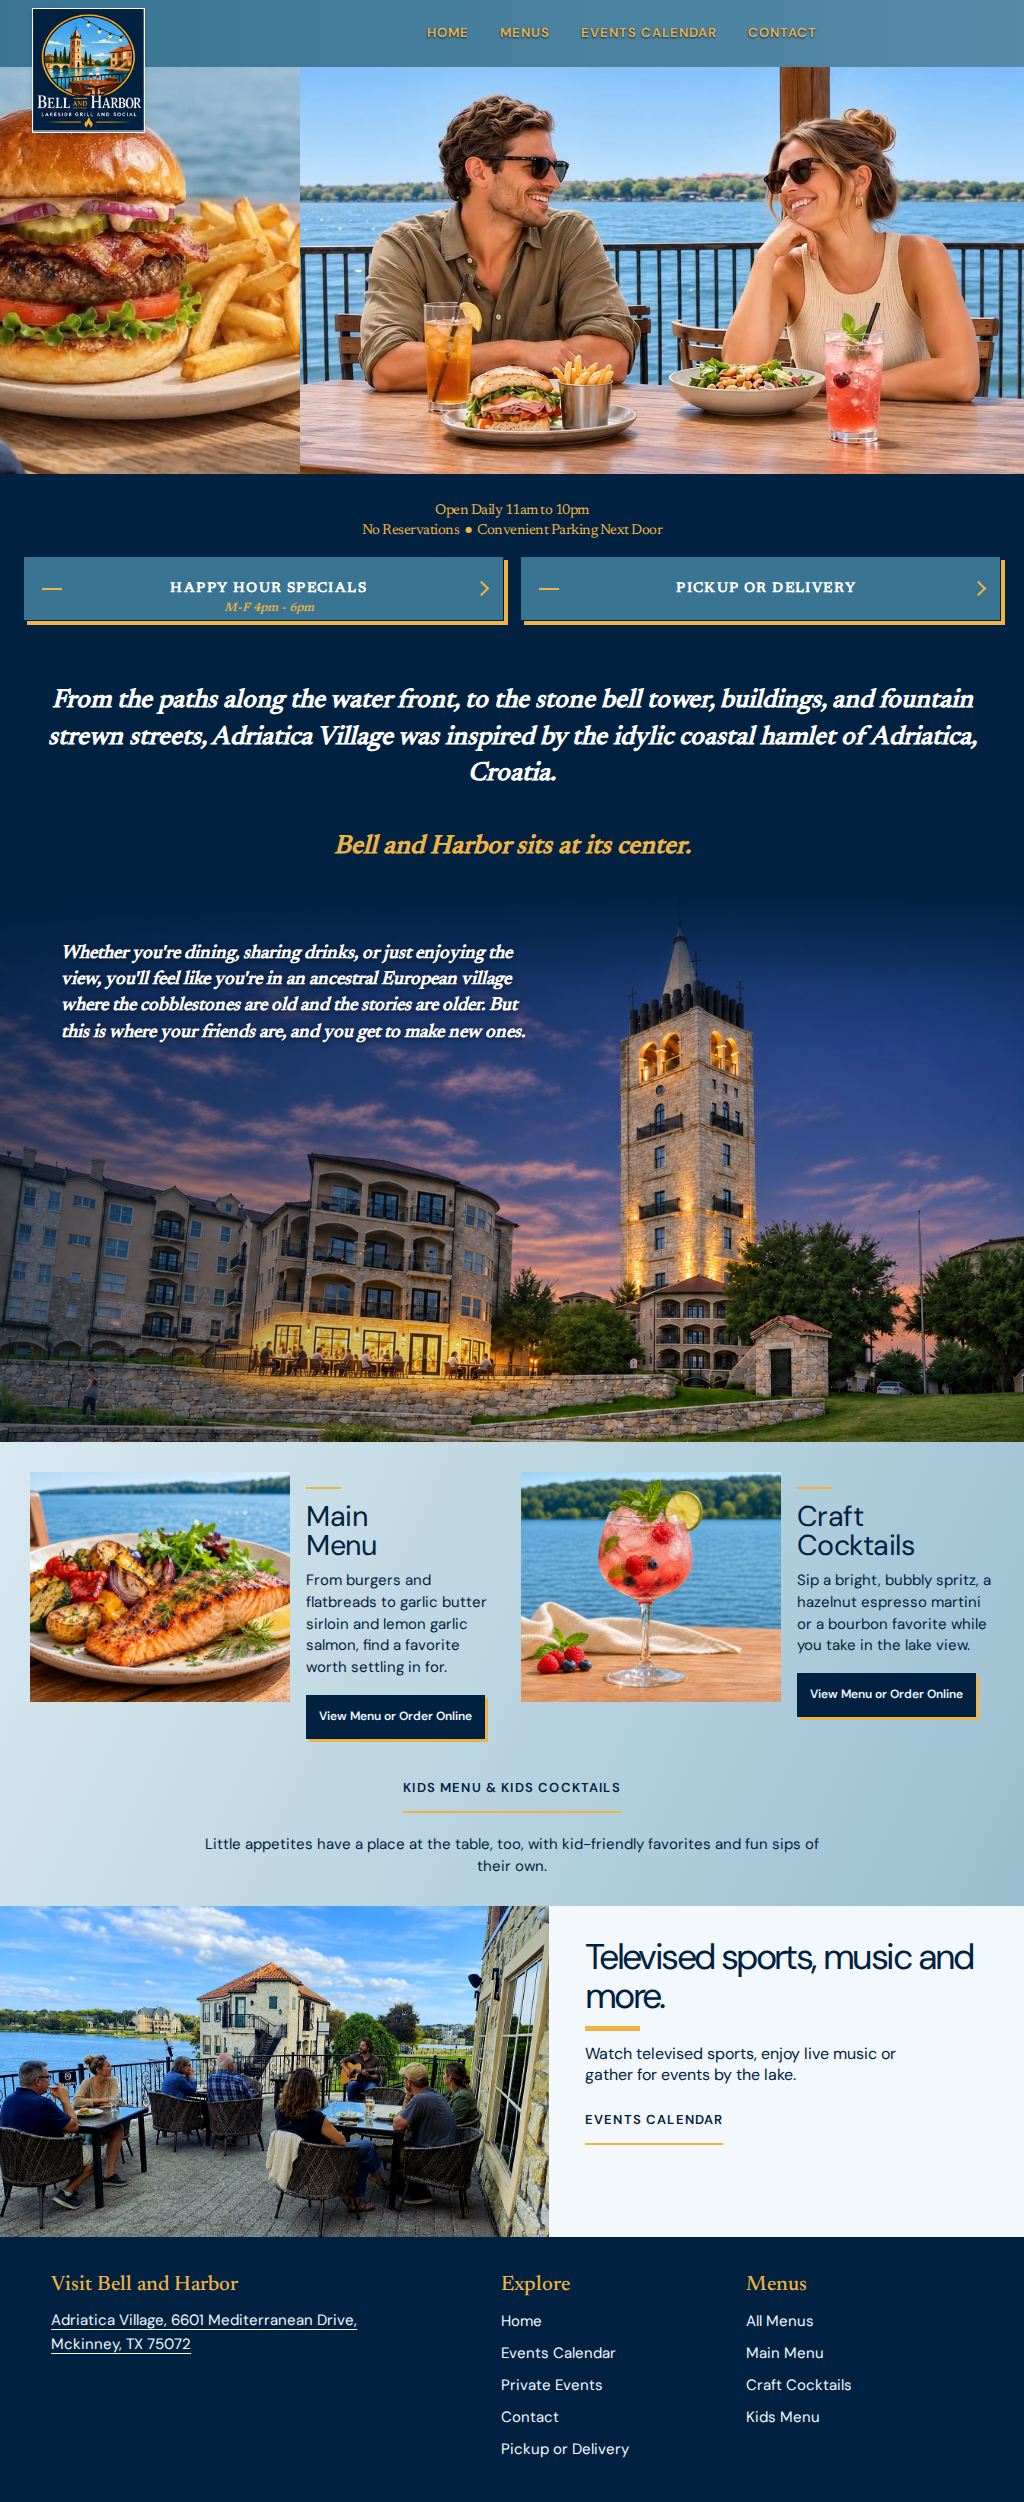 HOME MENUS EVENTS CALENDAR CONTACT
BELL AND HARBOR
LAKESIDE GRILL AND SOCIAL
Open Daily 11am to 10pm
No Reservations ● Convenient Parking Next Door
HAPPY HOUR SPECIALS
M-F 4pm - 6pm
PICKUP OR DELIVERY
From the paths along the water front, to the stone bell tower, buildings, and fountain
strewn streets, Adriatica Village was inspired by the idylic coastal hamlet of Adriatica,
Croatia.
Bell and Harbor sits at its center.
Whether you're dining, sharing drinks, or just enjoying the
view, you'll feel like you're in an ancestral European village
where the cobblestones are old and the stories are older. But
this is where your friends are, and you get to make new ones.
Main
Menu
From burgers and
flatbreads to garlic butter
sirloin and lemon garlic
salmon, find a favorite
worth settling in for.
View Menu or Order Online
Craft
Cocktails
Sip a bright, bubbly spritz, a
hazelnut espresso martini
or a bourbon favorite while
you take in the lake view.
View Menu or Order Online
KIDS MENU & KIDS COCKTAILS
Little appetites have a place at the table, too, with kid-friendly favorites and fun sips of
their own.
Televised sports, music and
more.
Watch televised sports, enjoy live music or
gather for events by the lake.
EVENTS CALENDAR
Visit Bell and Harbor
Adriatica Village, 6601 Mediterranean Drive,
Mckinney, TX 75072
Explore
Home
Events Calendar
Private Events
Contact
Pickup or Delivery
Menus
All Menus
Main Menu
Craft Cocktails
Kids Menu